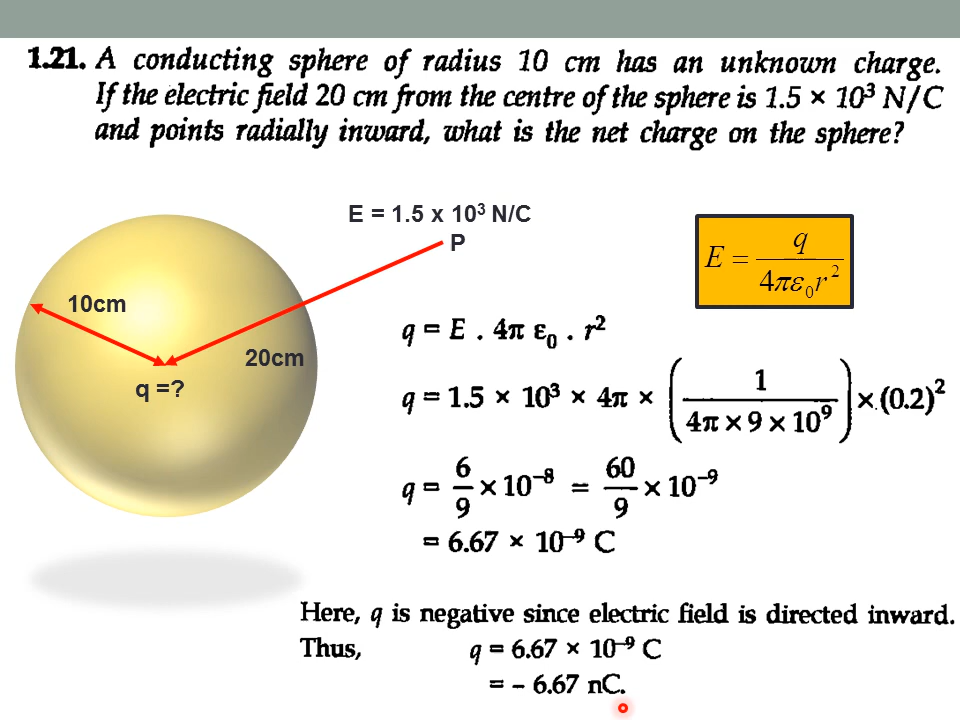 1.21. A conducting sphere of radius 10 cm has an unknown charge.
If the electric field 20 cm from the centre of the sphere is 1.5 × 10³ N/C
and points radially inward, what is the net charge on the sphere?
E = 1.5 x 10³ N/C
P
10cm
20cm
q =?
E = q / 4πε₀r²
q = E . 4π ε₀ . r²
q = 1.5 × 10³ × 4π × (1 / 4π × 9 × 10⁹) × (0.2)²
q = 6/9 × 10⁻⁸ = 60/9 × 10⁻⁹
= 6.67 × 10⁻⁹ C
Here, q is negative since electric field is directed inward.
Thus, q = 6.67 × 10⁻⁹ C
= – 6.67 nC.